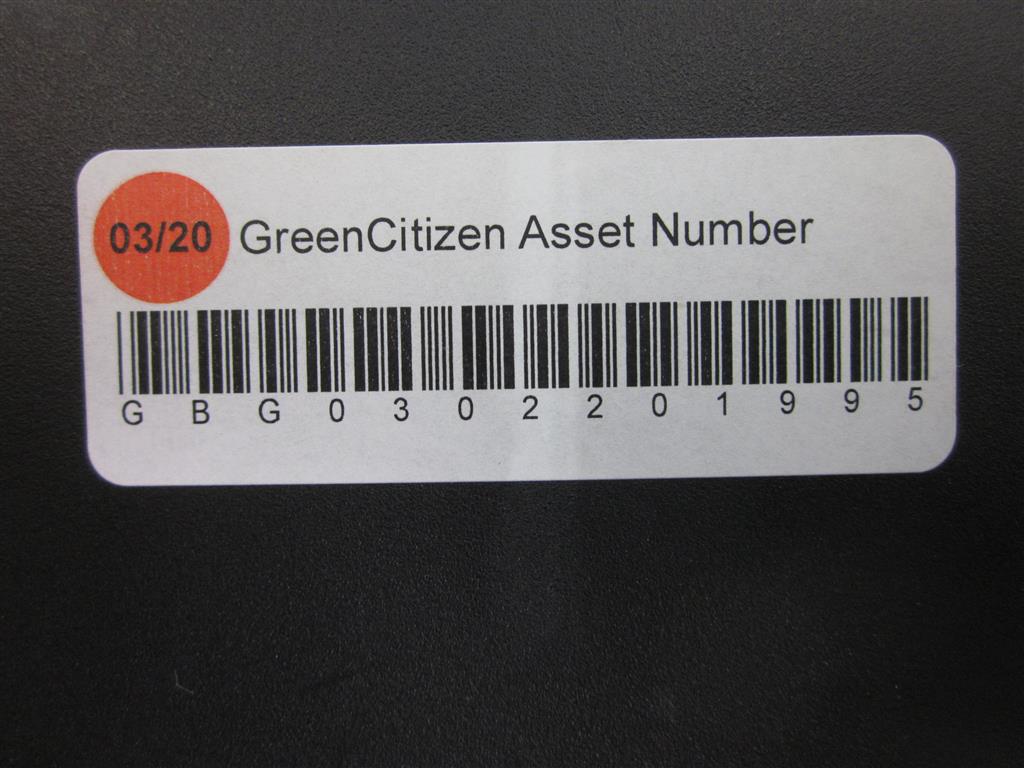 03/20 GreenCitizen Asset Number
G B G 0 3 0 2 2 0 1 9 9 5